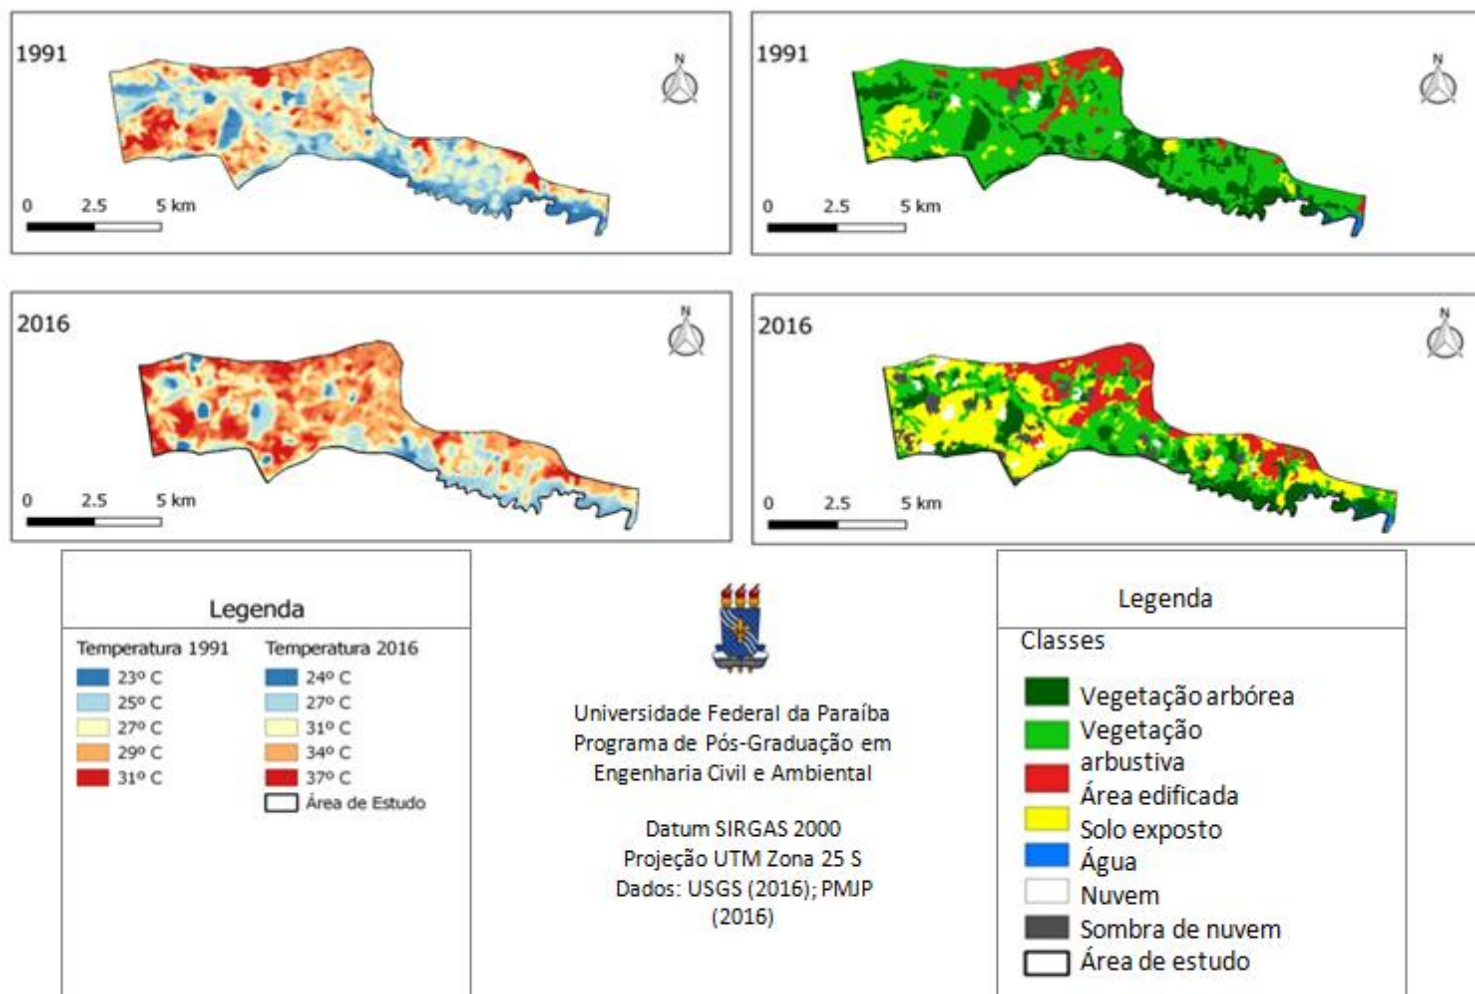 1991
N
0 2.5 5 km
1991
N
0 2.5 5 km
2016
N
0 2.5 5 km
2016
N
0 2.5 5 km
Legenda
Temperatura 1991
23º C
25º C
27º C
29º C
31º C
Temperatura 2016
24º C
27º C
31º C
34º C
37º C
Área de Estudo
Universidade Federal da Paraíba
Programa de Pós-Graduação em
Engenharia Civil e Ambiental
Datum SIRGAS 2000
Projeção UTM Zona 25 S
Dados: USGS (2016); PMJP
(2016)
Legenda
Classes
Vegetação arbórea
Vegetação
arbustiva
Área edificada
Solo exposto
Água
Nuvem
Sombra de nuvem
Área de estudo